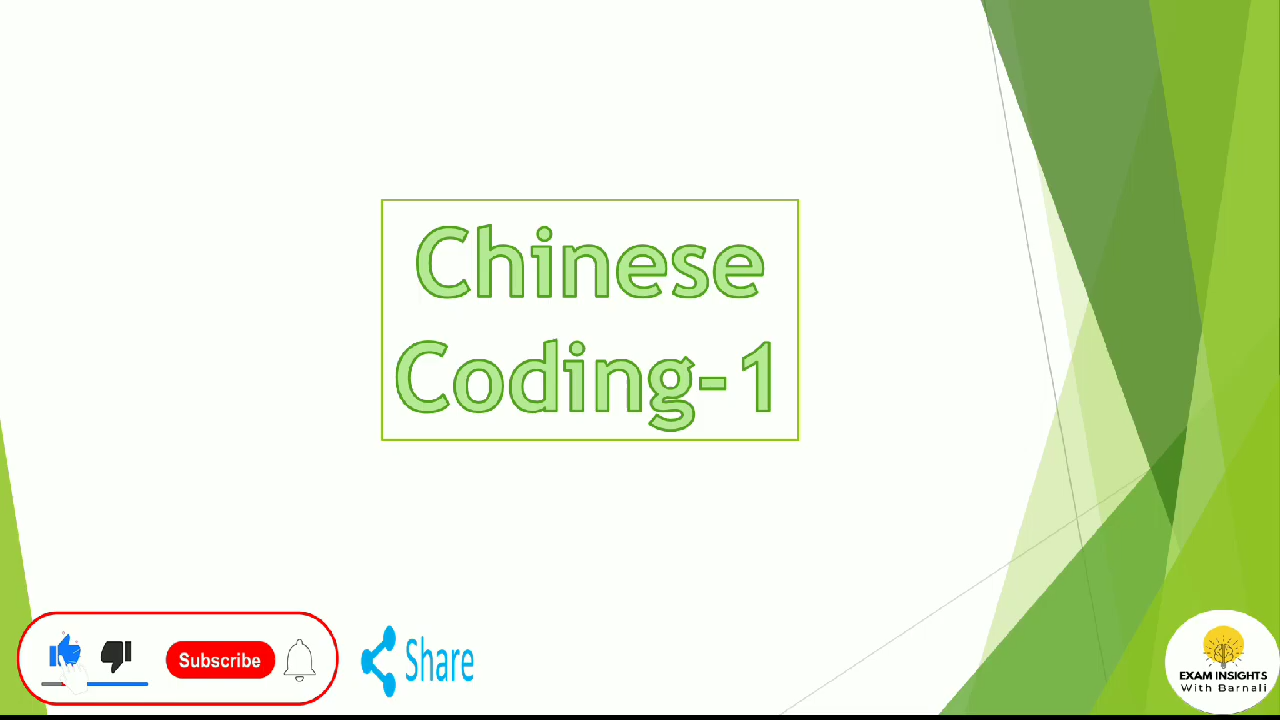 Chinese
Coding-1
Subscribe
Share
EXAM INSIGHTS
With Barnali